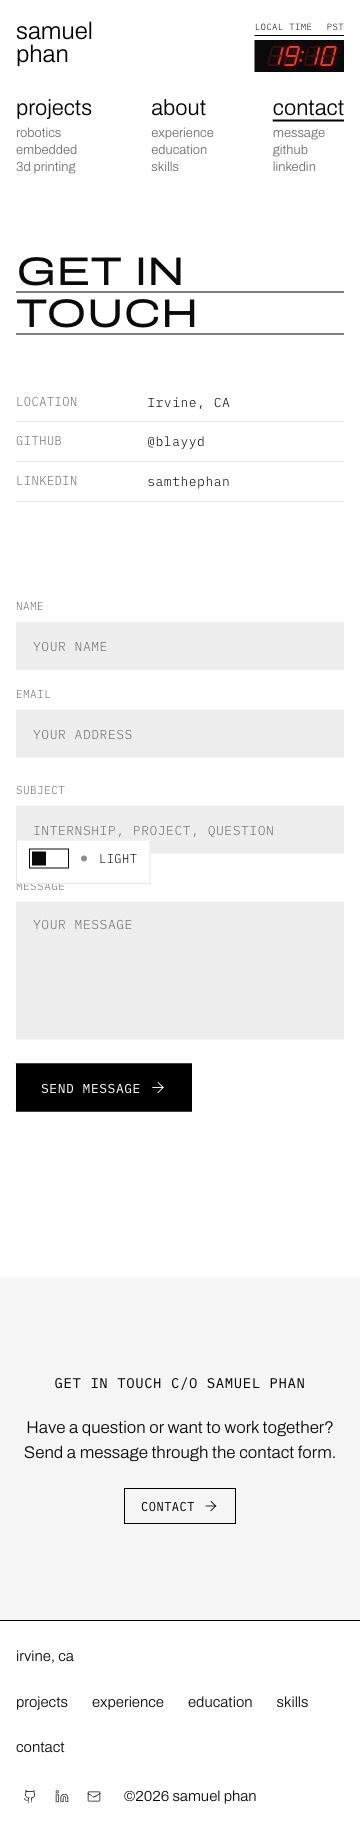 samuel
phan
LOCAL TIME PST
19:10
projects
robotics
embedded
3d printing
about
experience
education
skills
contact
message
github
linkedin
GET IN
TOUCH
LOCATION Irvine, CA
GITHUB @blayyd
LINKEDIN samthephan
NAME
YOUR NAME
EMAIL
YOUR ADDRESS
SUBJECT
INTERNSHIP, PROJECT, QUESTION
LIGHT
MESSAGE
YOUR MESSAGE
SEND MESSAGE →
GET IN TOUCH C/O SAMUEL PHAN
Have a question or want to work together?
Send a message through the contact form.
CONTACT →
irvine, ca
projects experience education skills
contact
©2026 samuel phan